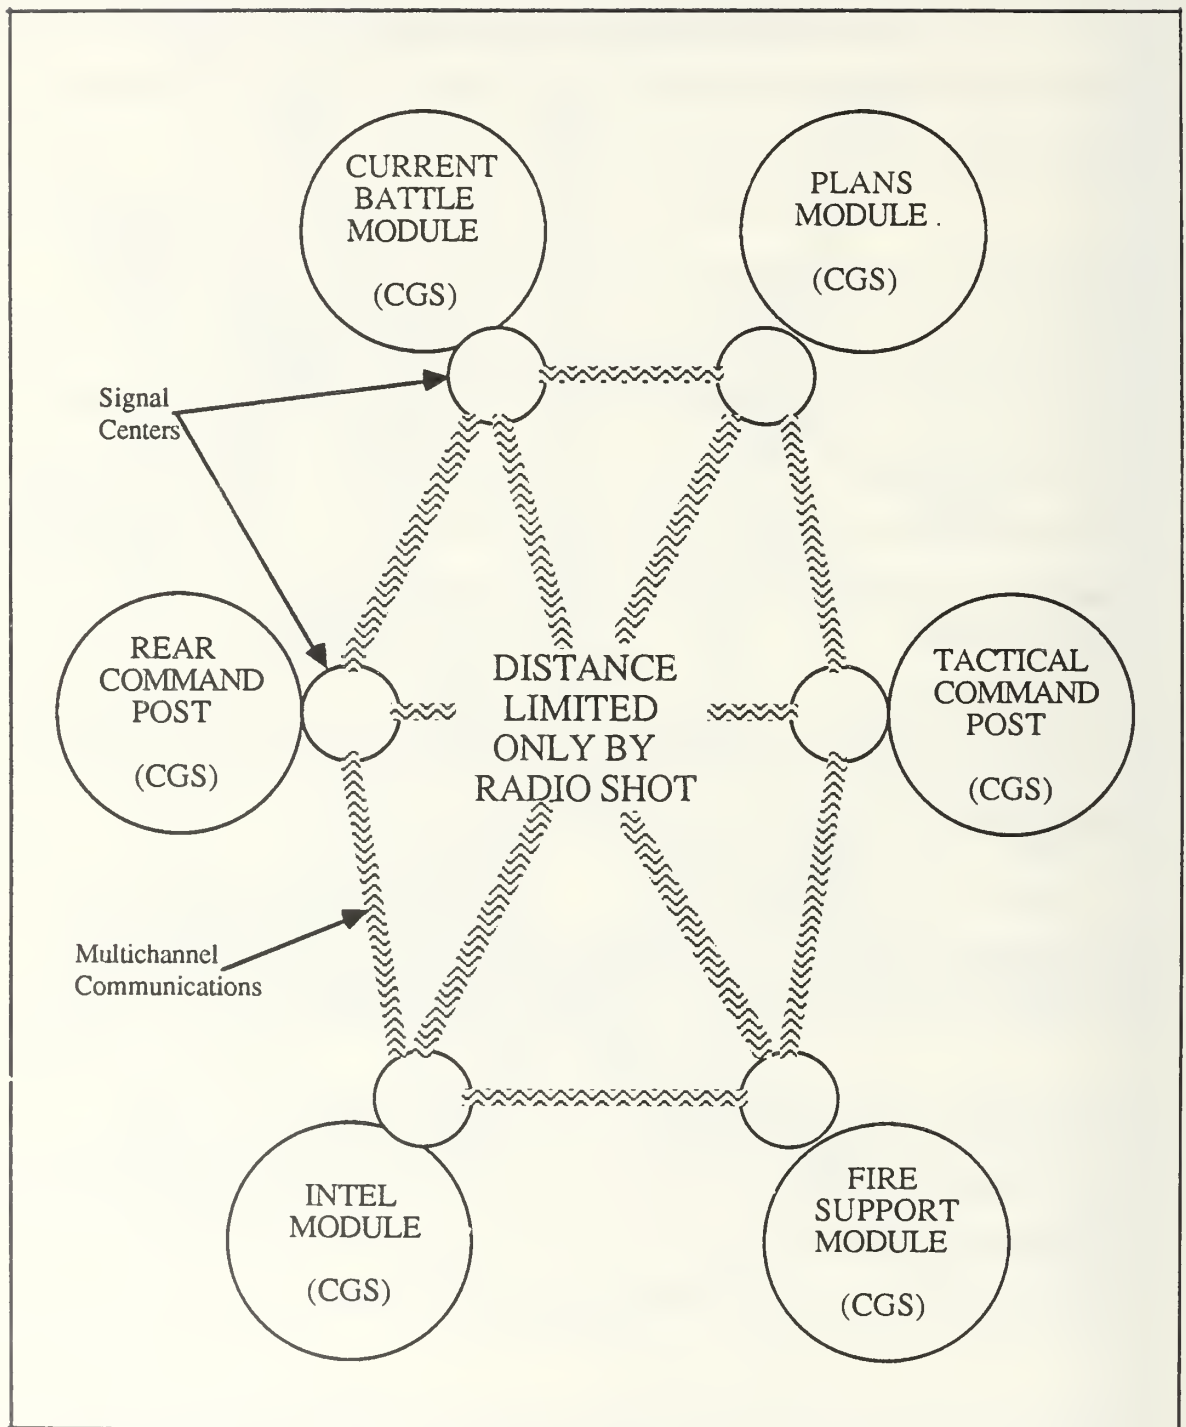 CURRENT
BATTLE
MODULE
(CGS)
PLANS
MODULE .
(CGS)
Signal
Centers
REAR
COMMAND
POST
(CGS)
DISTANCE
LIMITED
ONLY BY
RADIO SHOT
TACTICAL
COMMAND
POST
(CGS)
Multichannel
Communications
INTEL
MODULE
(CGS)
FIRE
SUPPORT
MODULE
(CGS)